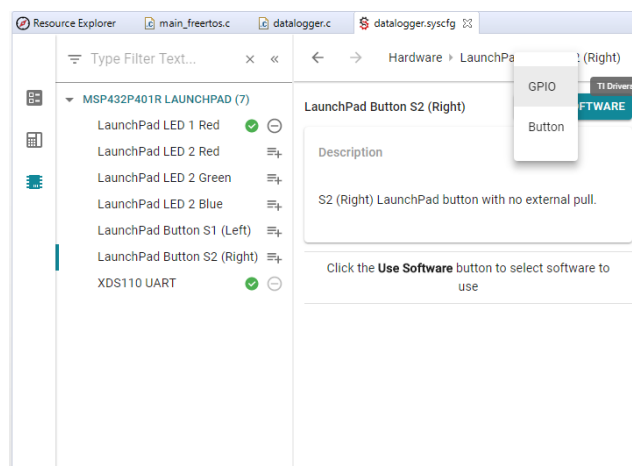 Resource Explorer main_freertos.c datalogger.c datalogger.syscfg
Type Filter Text...
Hardware LaunchPa (Right)
MSP432P401R LAUNCHPAD (7)
LaunchPad LED 1 Red
LaunchPad LED 2 Red
LaunchPad LED 2 Green
LaunchPad LED 2 Blue
LaunchPad Button S1 (Left)
LaunchPad Button S2 (Right)
XDS110 UART
GPIO
Button
TI Drivers
FTWARE
LaunchPad Button S2 (Right)
Description
S2 (Right) LaunchPad button with no external pull.
Click the Use Software button to select software to
use